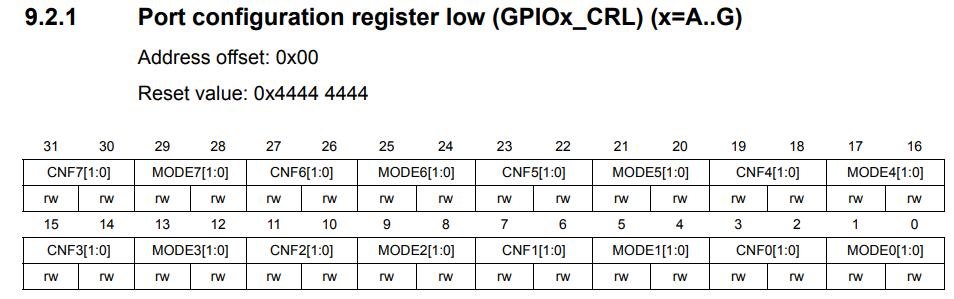 9.2.1 Port configuration register low (GPIOx_CRL) (x=A..G)
Address offset: 0x00
Reset value: 0x4444 4444
31 30 29 28 27 26 25 24 23 22 21 20 19 18 17 16
CNF7[1:0] MODE7[1:0] CNF6[1:0] MODE6[1:0] CNF5[1:0] MODE5[1:0] CNF4[1:0] MODE4[1:0]
rw rw rw rw rw rw rw rw rw rw rw rw rw rw rw rw
15 14 13 12 11 10 9 8 7 6 5 4 3 2 1 0
CNF3[1:0] MODE3[1:0] CNF2[1:0] MODE2[1:0] CNF1[1:0] MODE1[1:0] CNF0[1:0] MODE0[1:0]
rw rw rw rw rw rw rw rw rw rw rw rw rw rw rw rw